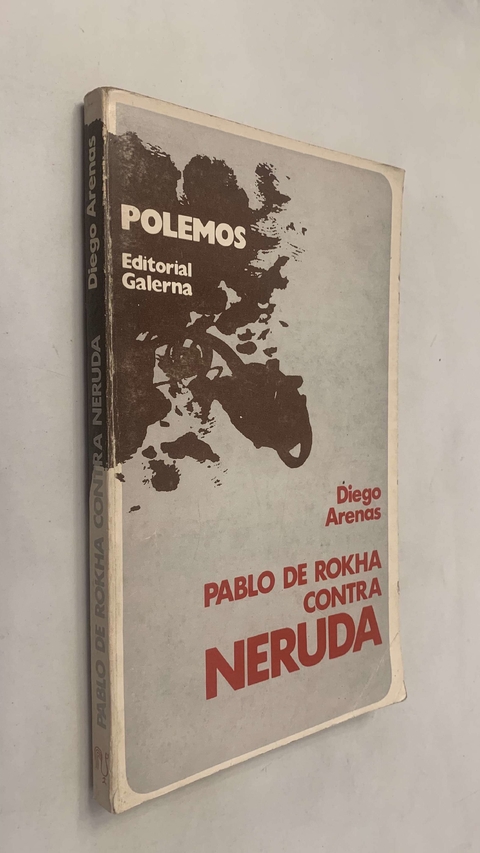 POLEMOS
Editorial
Galerna
Diego
Arenas
PABLO DE ROKHA
CONTRA
NERUDA
PABLO DE ROKHA CONTRA NERUDA Diego Arenas